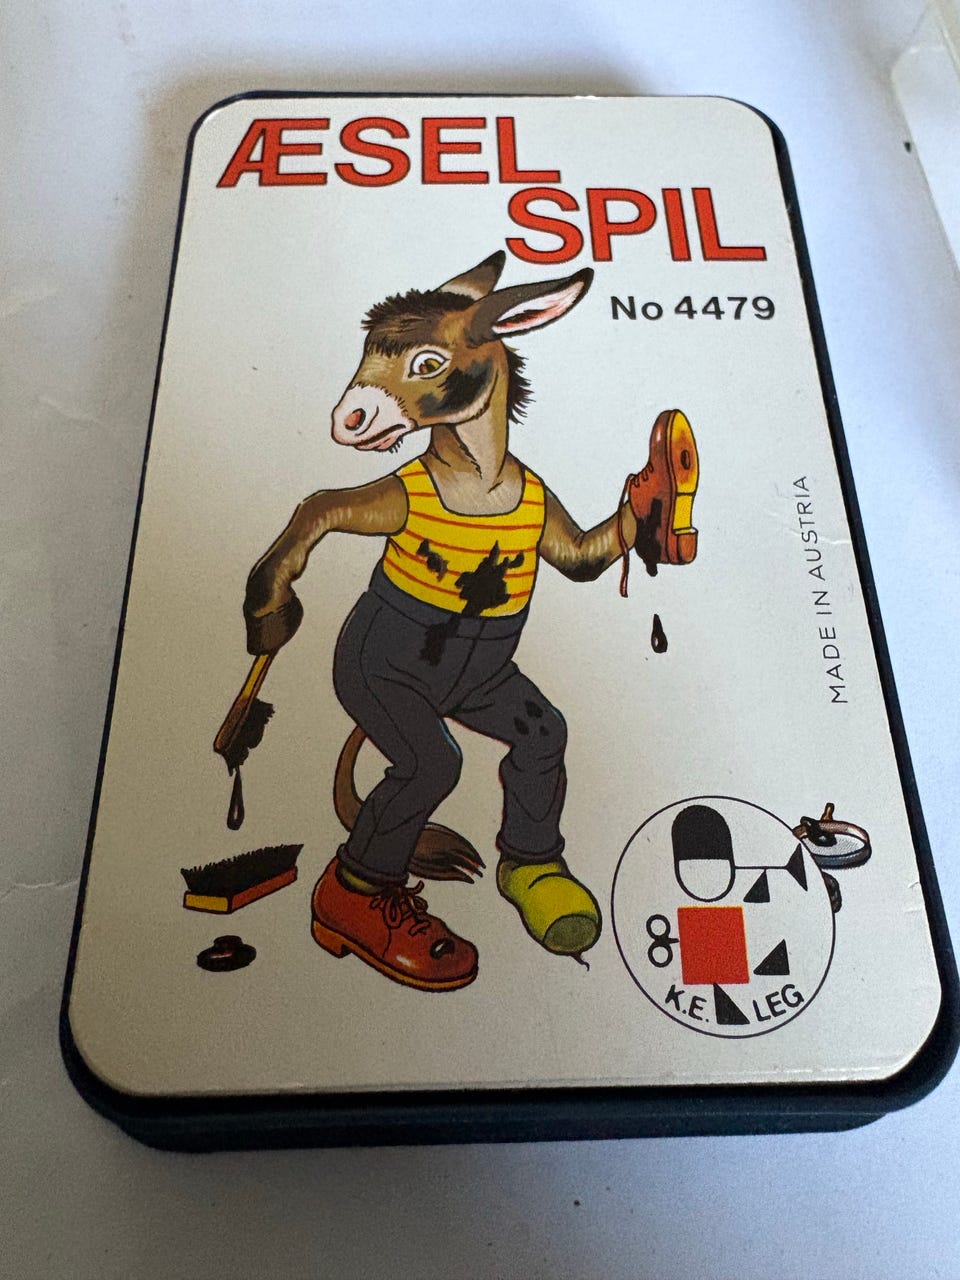 ÆSEL
SPIL
No 4479
MADE IN AUSTRIA
K.E. LEG